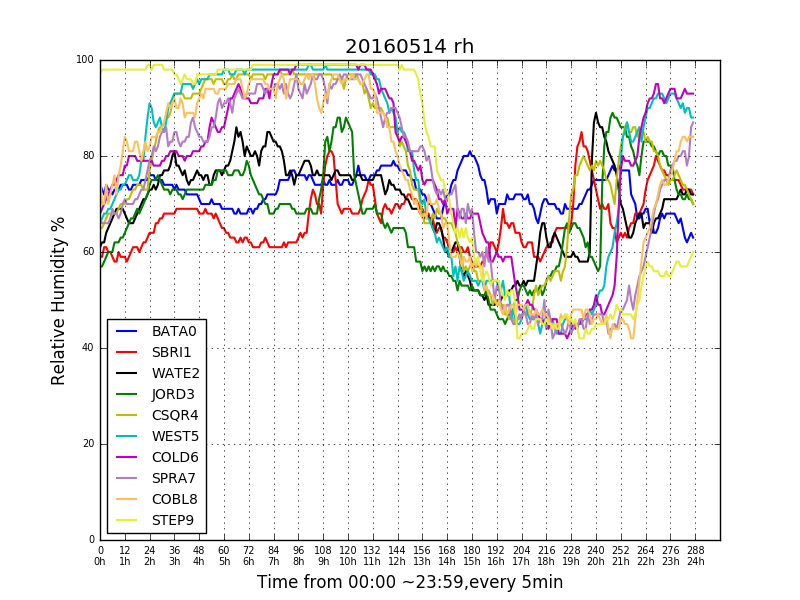 20160514 rh
Relative Humidity %
100
80
60
40
20
0
BATA0
SBRI1
WATE2
JORD3
CSQR4
WEST5
COLD6
SPRA7
COBL8
STEP9
0 12 24 36 48 60 72 84 96 108 120 132 144 156 168 180 192 204 216 228 240 252 264 276 288
0h 1h 2h 3h 4h 5h 6h 7h 8h 9h 10h 11h 12h 13h 14h 15h 16h 17h 18h 19h 20h 21h 22h 23h 24h
Time from 00:00 ~23:59,every 5min